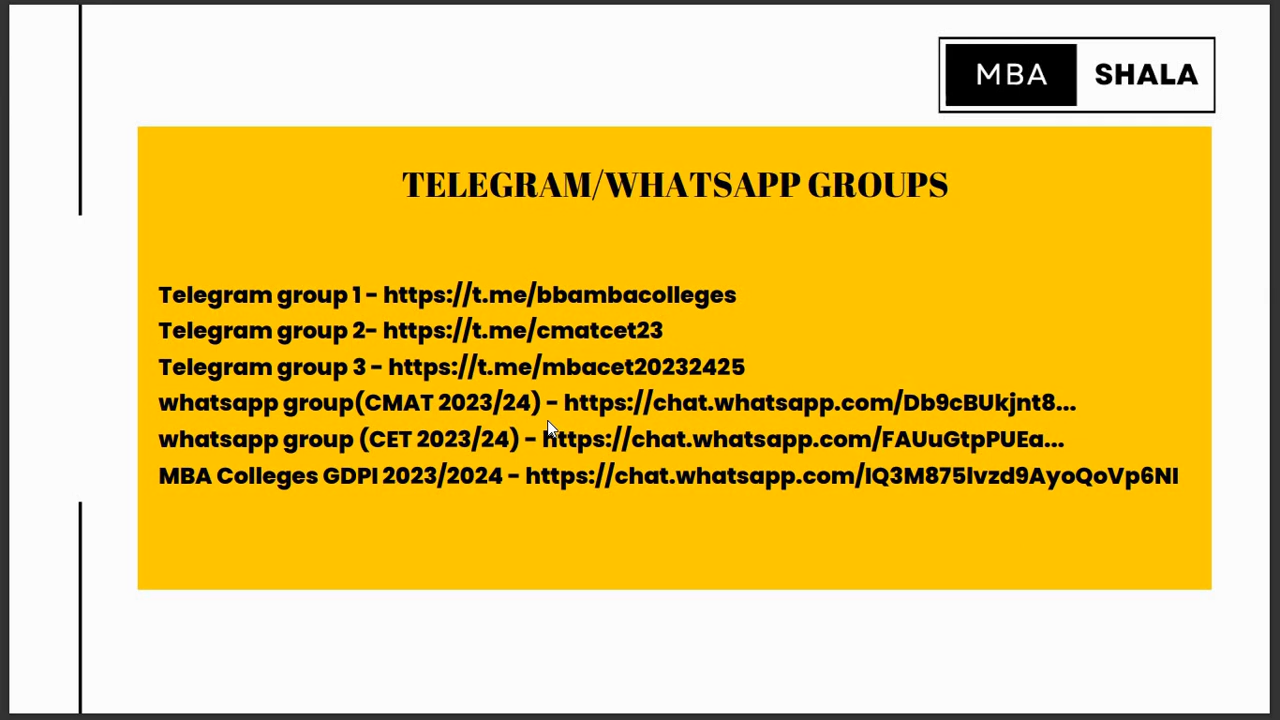 MBA SHALA
TELEGRAM/WHATSAPP GROUPS
Telegram group 1 - https://t.me/bbambacolleges
Telegram group 2- https://t.me/cmatcet23
Telegram group 3 - https://t.me/mbacet20232425
whatsapp group(CMAT 2023/24) - https://chat.whatsapp.com/Db9cBUkjnt8...
whatsapp group (CET 2023/24) - https://chat.whatsapp.com/FAUuGtpPUEa...
MBA Colleges GDPI 2023/2024 - https://chat.whatsapp.com/IQ3M875lvzd9AyoQoVp6NI